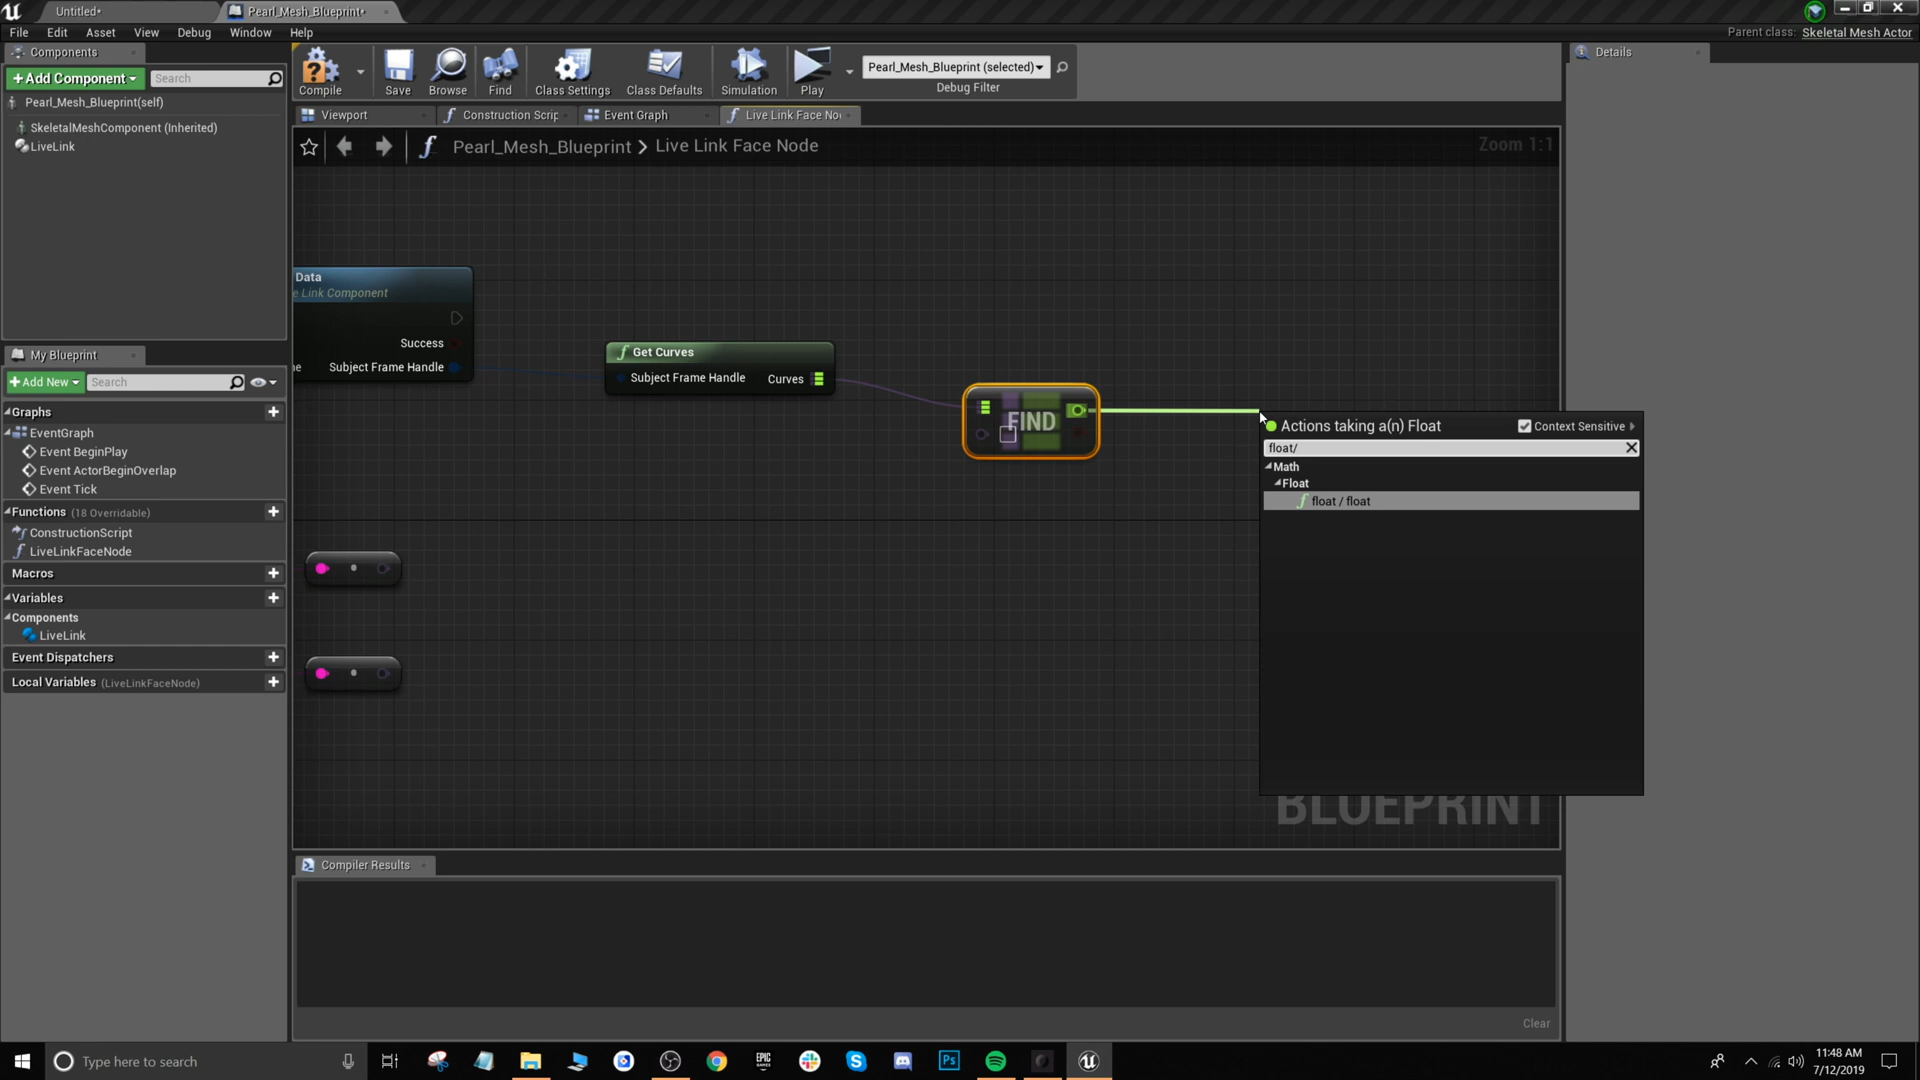 Untitled*
Pearl_Mesh_Blueprint*
File Edit Asset View Debug Window Help
Parent class: Skeletal Mesh Actor
Components
+Add Component
Search
Pearl_Mesh_Blueprint(self)
SkeletalMeshComponent (Inherited)
LiveLink
Compile
Save
Browse
Find
Class Settings
Class Defaults
Simulation
Play
Pearl_Mesh_Blueprint (selected)
Debug Filter
Details
Viewport
Construction Scrip
Event Graph
Live Link Face No
Pearl_Mesh_Blueprint > Live Link Face Node
Zoom 1:1
My Blueprint
+Add New
Search
Graphs
EventGraph
Event BeginPlay
Event ActorBeginOverlap
Event Tick
Functions (18 Overridable)
ConstructionScript
LiveLinkFaceNode
Macros
Variables
Components
LiveLink
Event Dispatchers
Local Variables (LiveLinkFaceNode)
Data
e Link Component
Success
ne
Subject Frame Handle
Get Curves
Subject Frame Handle
Curves
FIND
Actions taking a(n) Float
Context Sensitive
float/
Math
Float
float / float
BLUEPRINT
Compiler Results
Clear
Type here to search
EPIC
GAMES
Ps
11:48 AM
7/12/2019